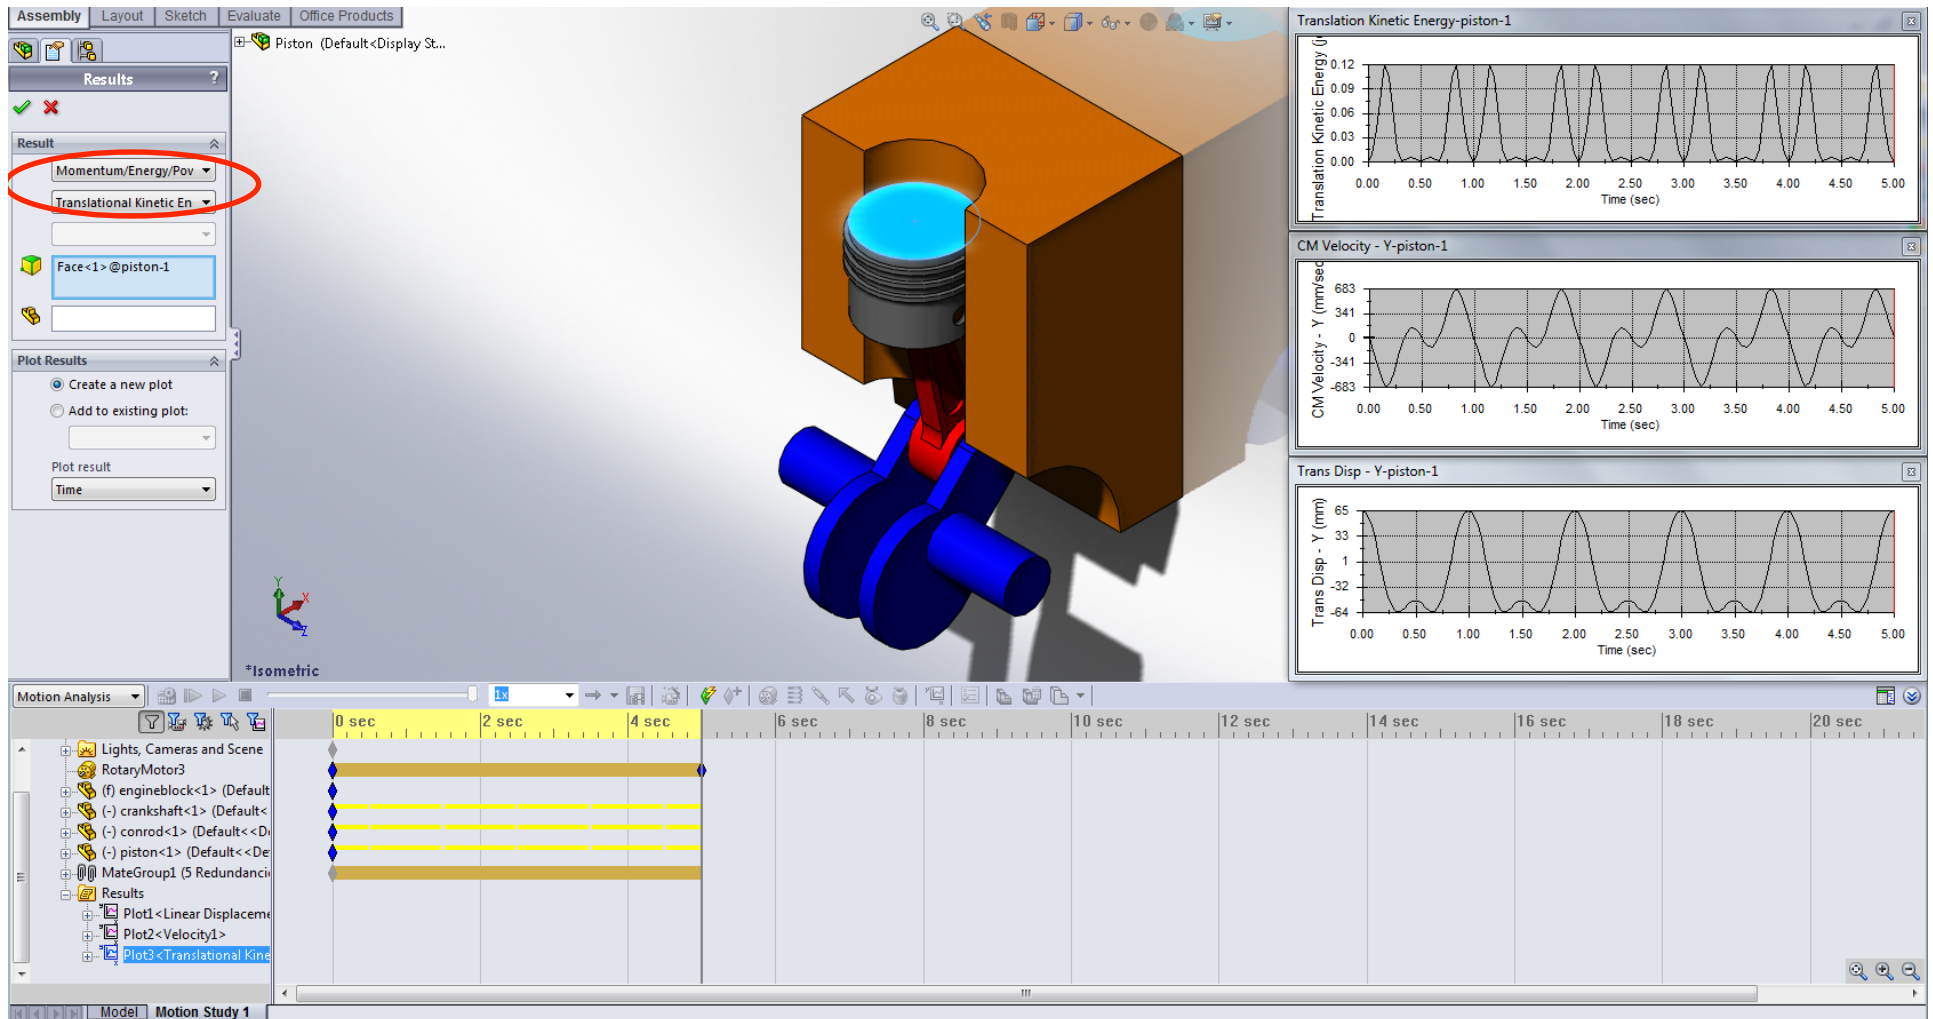 Assembly Layout Sketch Evaluate Office Products
Piston (Default<Display St...
Results ?
Result
Momentum/Energy/Pov
Translational Kinetic En
Face<1>@piston-1
Plot Results
Create a new plot
Add to existing plot:
Plot result
Time
Y
X
Z
*Isometric
Translation Kinetic Energy-piston-1
Translation Kinetic Energy (j
0.12
0.09
0.06
0.03
0.00
0.00 0.50 1.00 1.50 2.00 2.50 3.00 3.50 4.00 4.50 5.00
Time (sec)
CM Velocity - Y-piston-1
CM Velocity - Y (mm/sec
683
341
0
-341
-683
0.00 0.50 1.00 1.50 2.00 2.50 3.00 3.50 4.00 4.50 5.00
Time (sec)
Trans Disp - Y-piston-1
Trans Disp - Y (mm)
65
33
1
-32
-64
0.00 0.50 1.00 1.50 2.00 2.50 3.00 3.50 4.00 4.50 5.00
Time (sec)
Motion Analysis 1x
0 sec 2 sec 4 sec 6 sec 8 sec 10 sec 12 sec 14 sec 16 sec 18 sec 20 sec
Lights, Cameras and Scene
RotaryMotor3
(f) engineblock<1> (Default
(-) crankshaft<1> (Default<
(-) conrod<1> (Default<<D
(-) piston<1> (Default<<De
MateGroup1 (5 Redundanci
Results
Plot1<Linear Displaceme
Plot2<Velocity1>
Plot3<Translational Kine
Model Motion Study 1